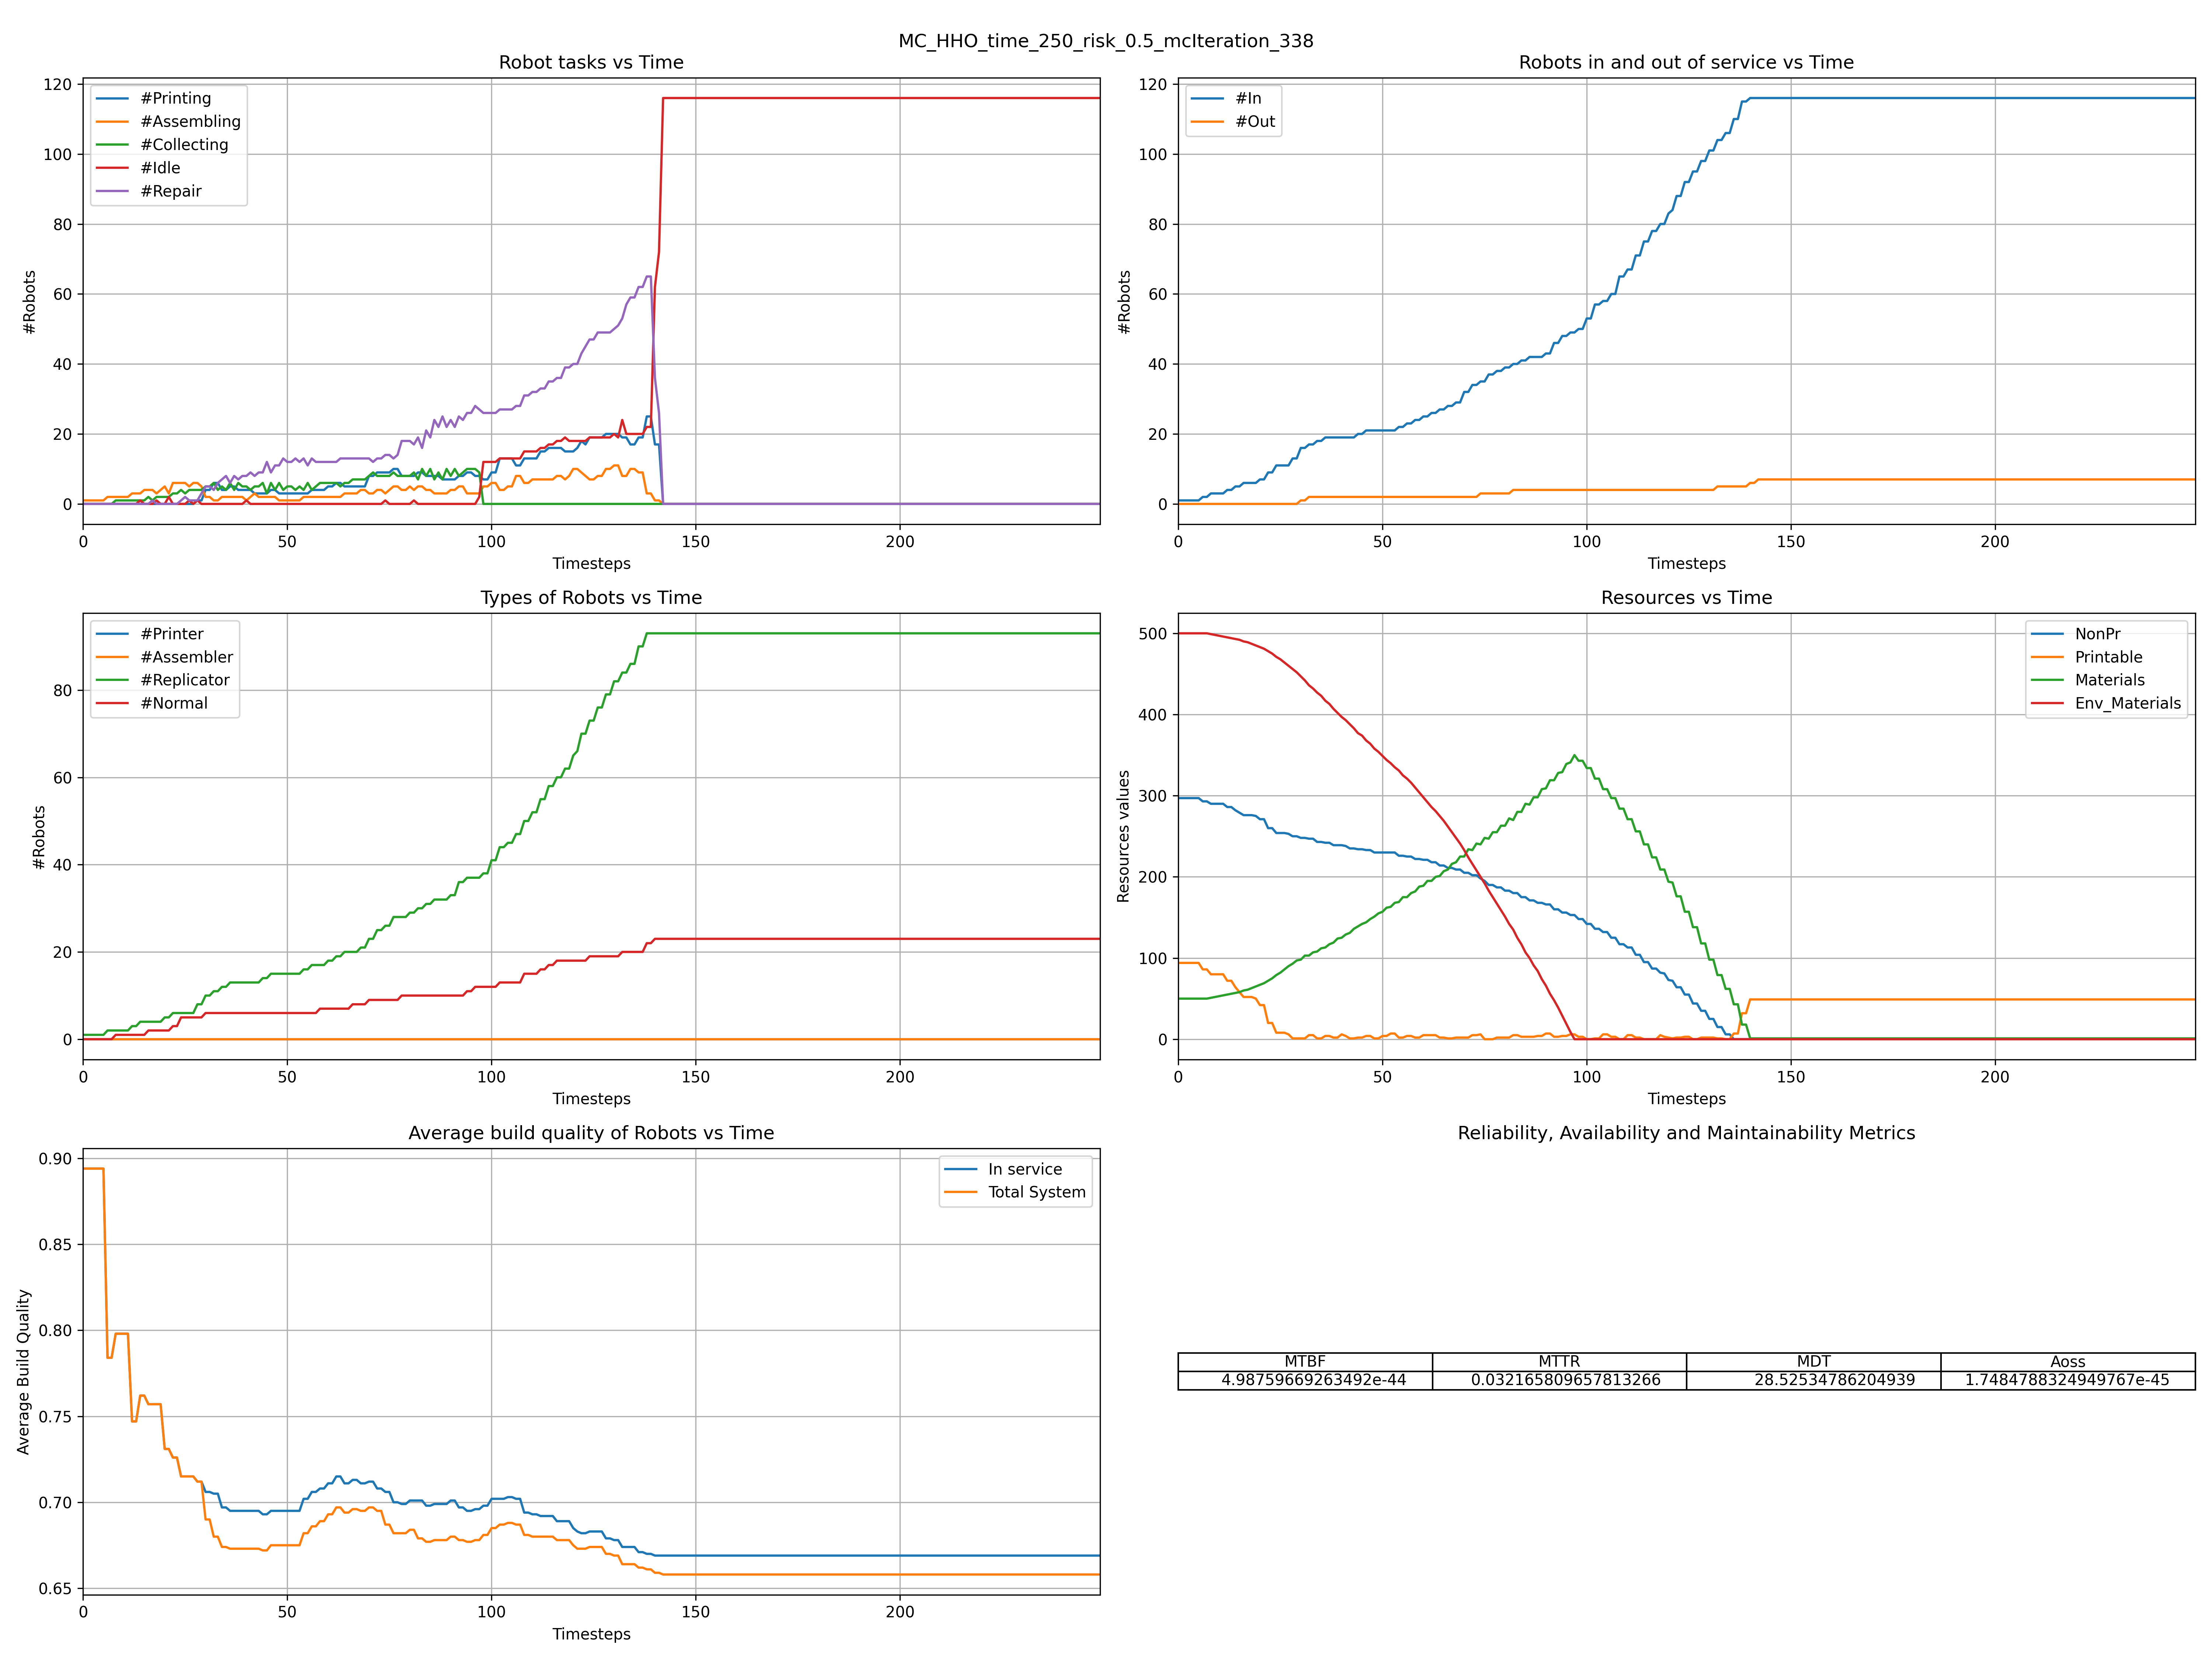 MC_HHO_time_250_risk_0.5_mcIteration_338
Robot tasks vs Time
120
100
80
60
40
20
0
#Robots
#Printing
#Assembling
#Collecting
#Idle
#Repair
0 50 100 150 200
Timesteps
Robots in and out of service vs Time
120
100
80
60
40
20
0
#Robots
#In
#Out
0 50 100 150 200
Timesteps
Types of Robots vs Time
80
60
40
20
0
#Robots
#Printer
#Assembler
#Replicator
#Normal
0 50 100 150 200
Timesteps
Resources vs Time
500
400
300
200
100
0
Resources values
NonPr
Printable
Materials
Env_Materials
0 50 100 150 200
Timesteps
Average build quality of Robots vs Time
0.90
0.85
0.80
0.75
0.70
0.65
Average Build Quality
In service
Total System
0 50 100 150 200
Timesteps
Reliability, Availability and Maintainability Metrics
MTBF MTTR MDT Aoss
4.98759669263492e-44 0.032165809657813266 28.52534786204939 1.7484788324949767e-45